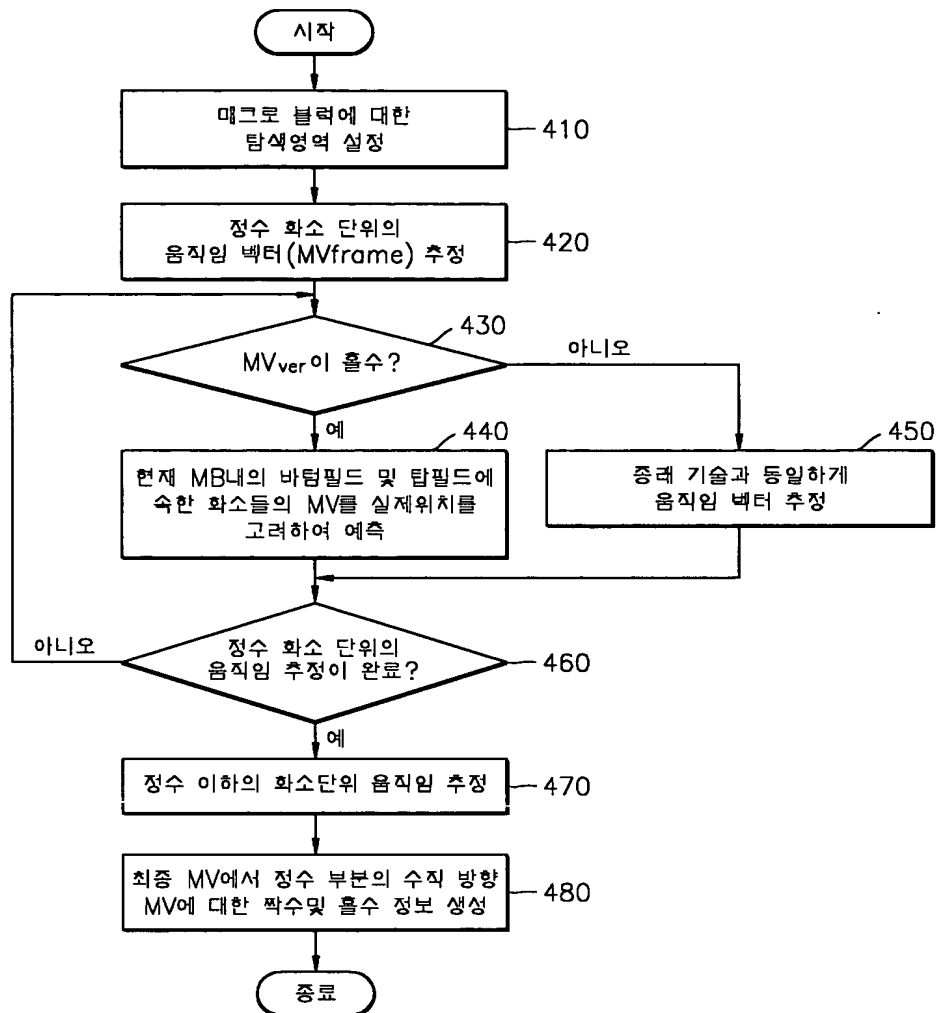 시작
매크로 블럭에 대한
탐색영역 설정
410
정수 화소 단위의
움직임 벡터(MVframe) 추정
420
430
MVver이 홀수?
아니오
예
440
450
현재 MB내의 바텀필드 및 탑필드에
속한 화소들의 MV를 실제위치를
고려하여 예측
종래 기술과 동일하게
움직임 벡터 추정
아니오
정수 화소 단위의
움직임 추정이 완료?
460
예
정수 이하의 화소단위 움직임 추정
470
최종 MV에서 정수 부분의 수직 방향
MV에 대한 짝수및 홀수 정보 생성
480
종료